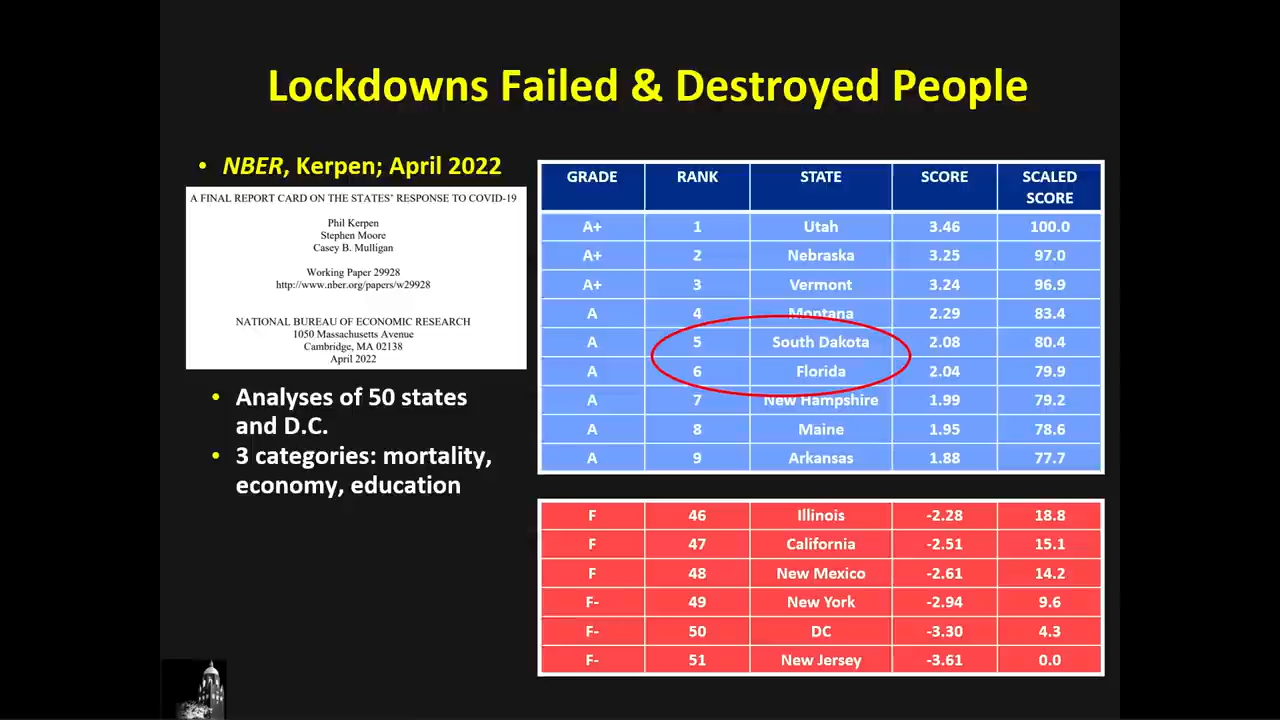 Lockdowns Failed & Destroyed People
• NBER, Kerpen; April 2022
A FINAL REPORT CARD ON THE STATES' RESPONSE TO COVID-19
Phil Kerpen
Stephen Moore
Casey B. Mulligan
Working Paper 29928
http://www.nber.org/papers/w29928
NATIONAL BUREAU OF ECONOMIC RESEARCH
1050 Massachusetts Avenue
Cambridge, MA 02138
April 2022
• Analyses of 50 states
and D.C.
• 3 categories: mortality,
economy, education
GRADE RANK STATE SCORE SCALED
SCORE
A+ 1 Utah 3.46 100.0
A+ 2 Nebraska 3.25 97.0
A+ 3 Vermont 3.24 96.9
A 4 Montana 2.29 83.4
A 5 South Dakota 2.08 80.4
A 6 Florida 2.04 79.9
A 7 New Hampshire 1.99 79.2
A 8 Maine 1.95 78.6
A 9 Arkansas 1.88 77.7
F 46 Illinois -2.28 18.8
F 47 California -2.51 15.1
F 48 New Mexico -2.61 14.2
F- 49 New York -2.94 9.6
F- 50 DC -3.30 4.3
F- 51 New Jersey -3.61 0.0